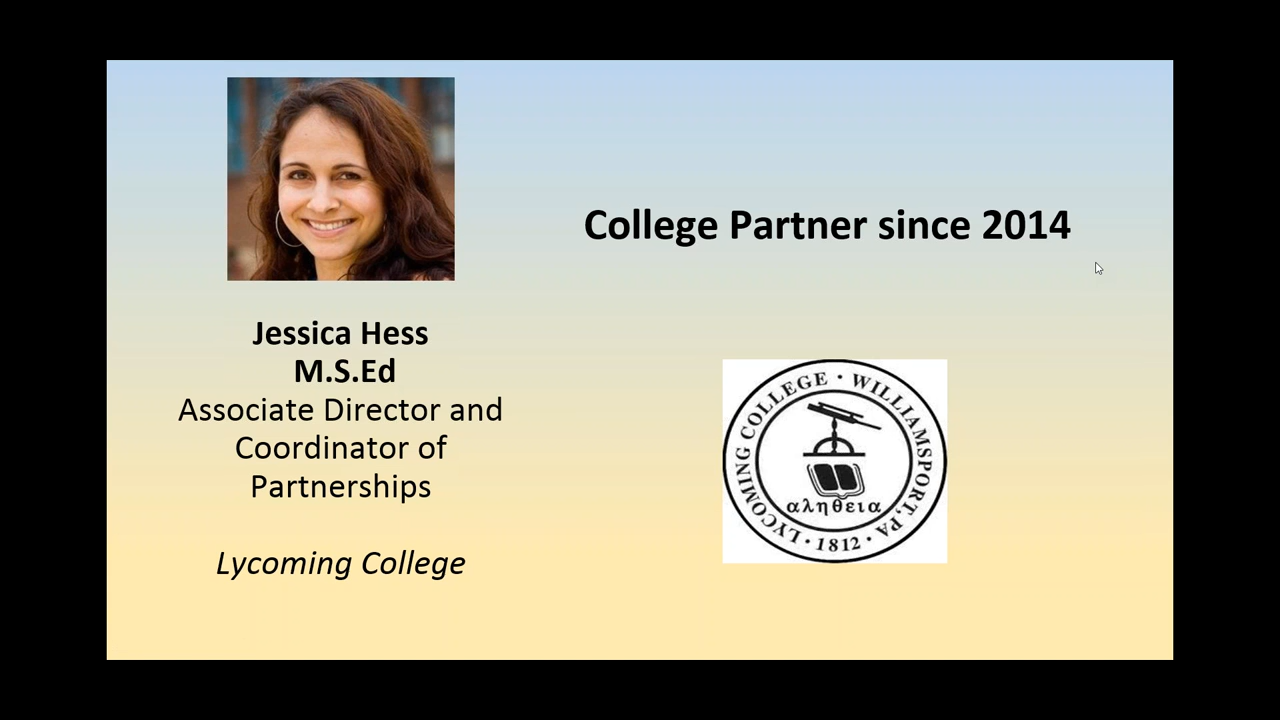 Jessica Hess
M.S.Ed
Associate Director and
Coordinator of
Partnerships
Lycoming College
College Partner since 2014
LYCOMING COLLEGE · WILLIAMSPORT, PA · 1812 ·
αληθεια